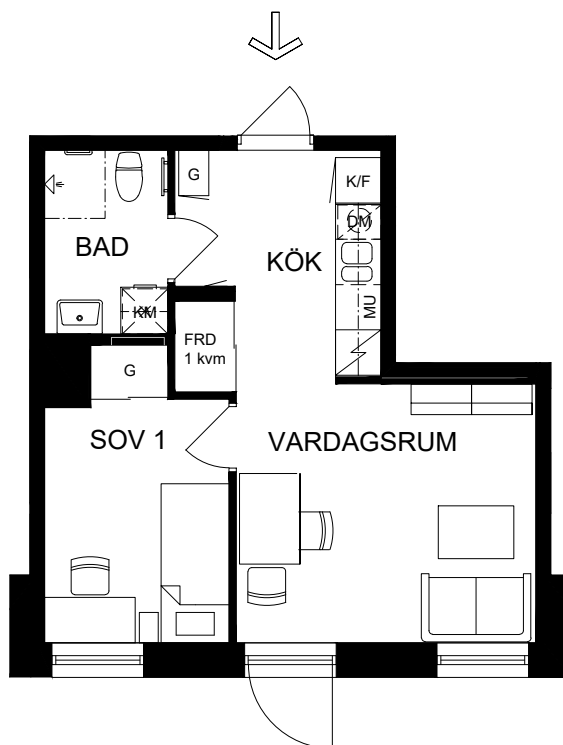 G
K/F
DM
BAD
KÖK
KM
MU
FRD
1 kvm
G
SOV 1
VARDAGSRUM